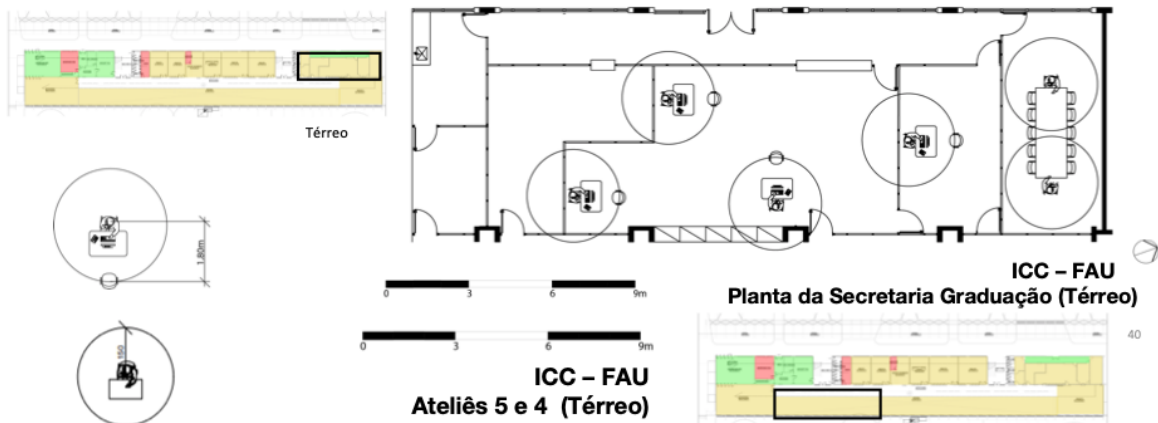 Térreo
1.80m
150
0 3 6 9m
ICC – FAU
Planta da Secretaria Graduação (Térreo)
0 3 6 9m
ICC – FAU
Ateliês 5 e 4 (Térreo)
40